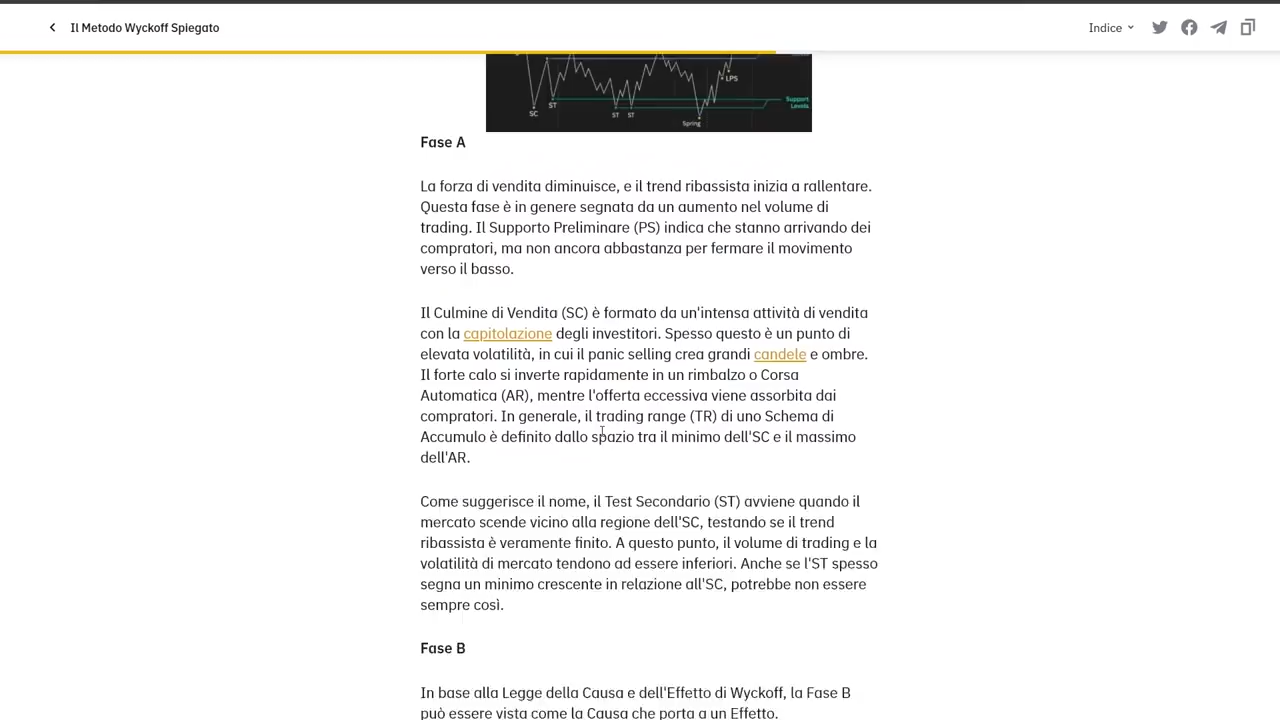 Il Metodo Wyckoff Spiegato
Indice
LPS
SC
ST
ST
ST
Spring
Support
Levels
Fase A
La forza di vendita diminuisce, e il trend ribassista inizia a rallentare.
Questa fase è in genere segnata da un aumento nel volume di
trading. Il Supporto Preliminare (PS) indica che stanno arrivando dei
compratori, ma non ancora abbastanza per fermare il movimento
verso il basso.
Il Culmine di Vendita (SC) è formato da un'intensa attività di vendita
con la capitolazione degli investitori. Spesso questo è un punto di
elevata volatilità, in cui il panic selling crea grandi candele e ombre.
Il forte calo si inverte rapidamente in un rimbalzo o Corsa
Automatica (AR), mentre l'offerta eccessiva viene assorbita dai
compratori. In generale, il trading range (TR) di uno Schema di
Accumulo è definito dallo spazio tra il minimo dell'SC e il massimo
dell'AR.
Come suggerisce il nome, il Test Secondario (ST) avviene quando il
mercato scende vicino alla regione dell'SC, testando se il trend
ribassista è veramente finito. A questo punto, il volume di trading e la
volatilità di mercato tendono ad essere inferiori. Anche se l'ST spesso
segna un minimo crescente in relazione all'SC, potrebbe non essere
sempre così.
Fase B
In base alla Legge della Causa e dell'Effetto di Wyckoff, la Fase B
può essere vista come la Causa che porta a un Effetto.